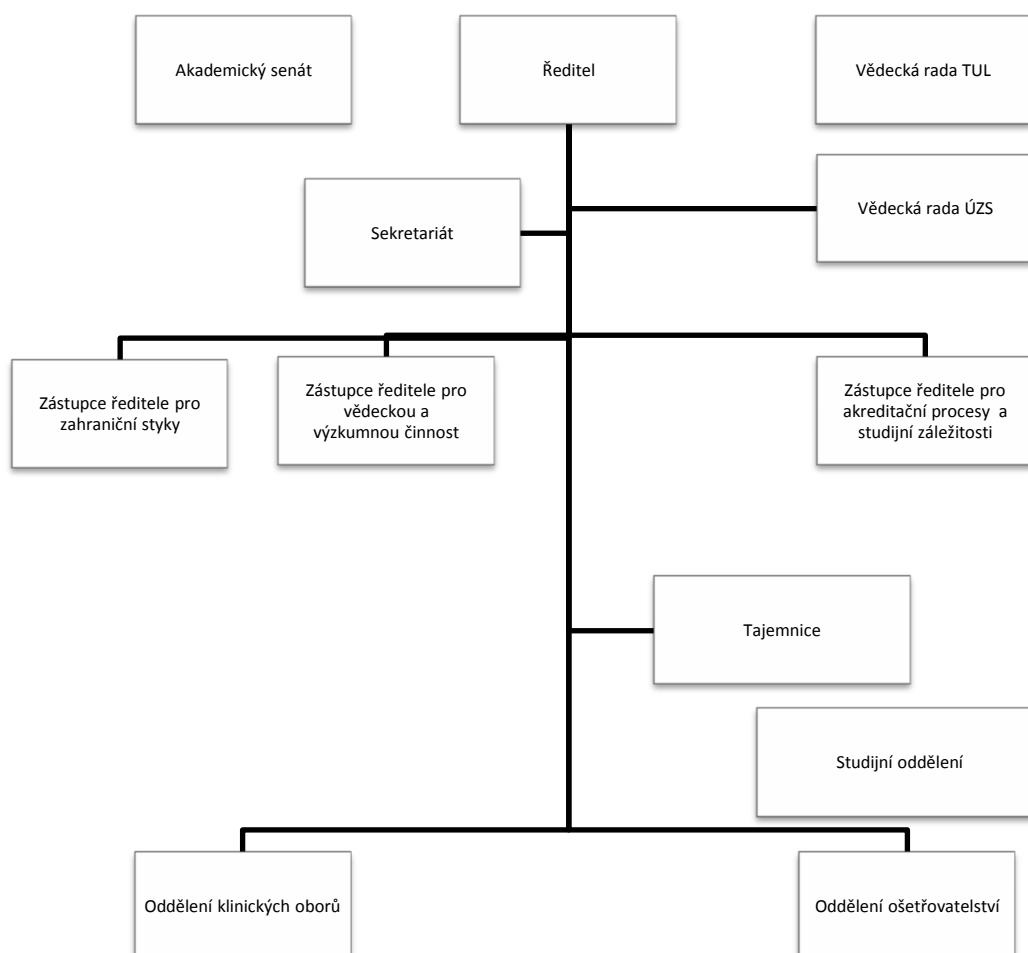 Akademický senát
Ředitel
Vědecká rada TUL
Sekretariát
Vědecká rada ÚZS
Zástupce ředitele pro
zahraniční styky
Zástupce ředitele pro
vědeckou a
výzkumnou činnost
Zástupce ředitele pro
akreditační procesy a
studijní záležitosti
Tajemnice
Studijní oddělení
Oddělení klinických oborů
Oddělení ošetřovatelství